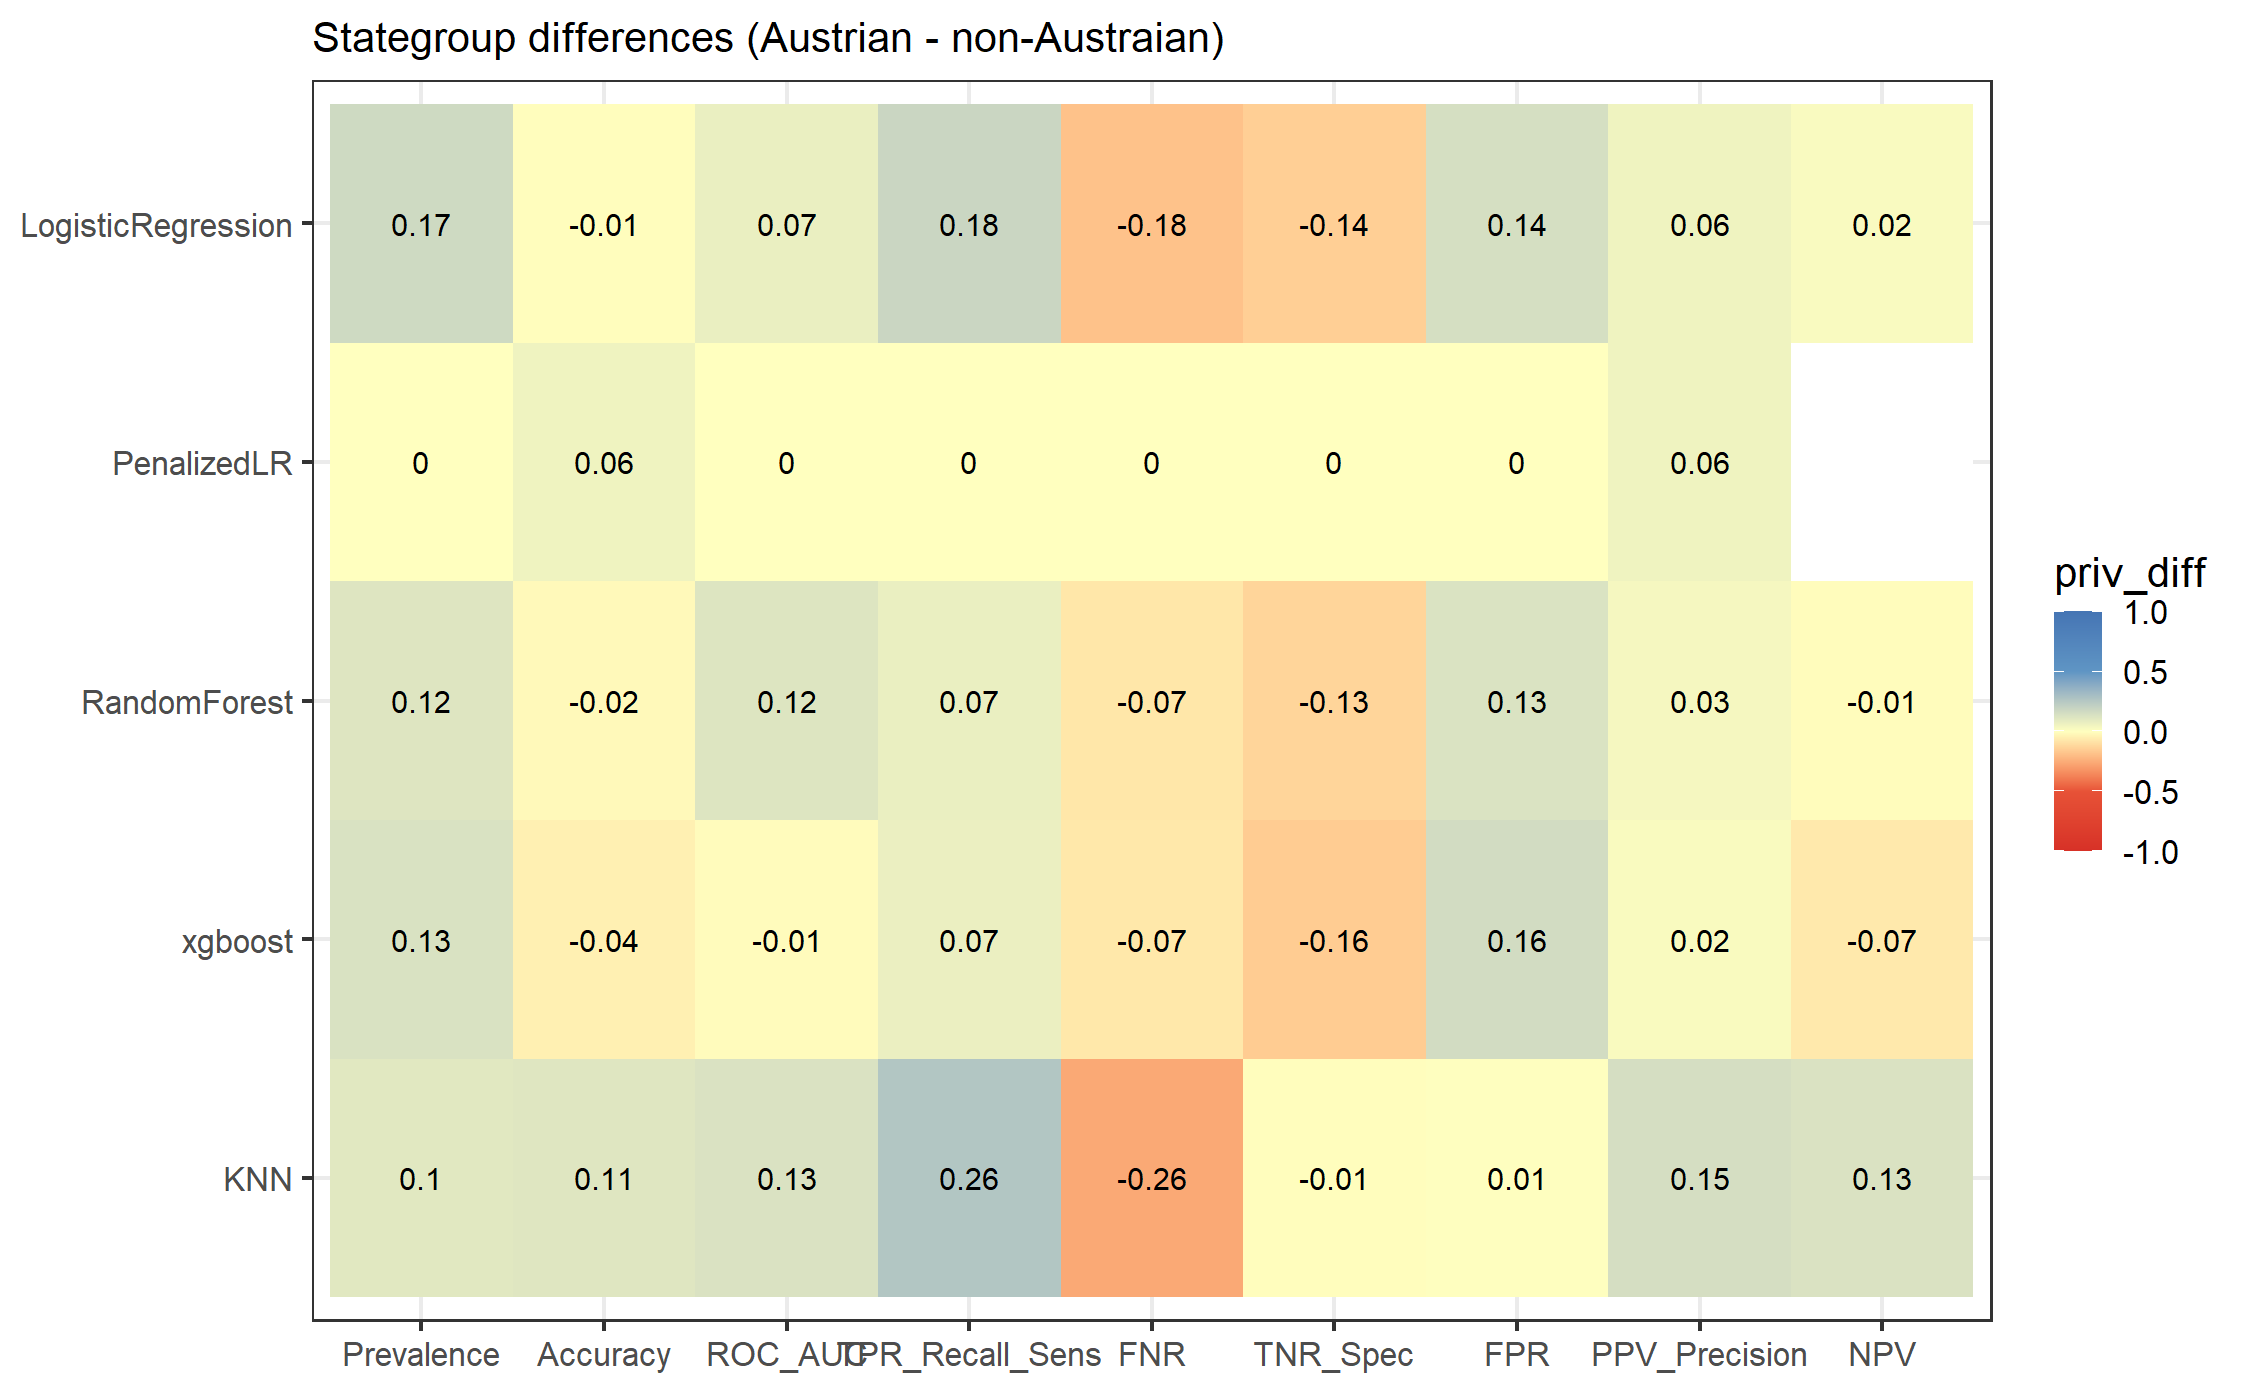 Stategroup differences (Austrian - non-Austraian)
LogisticRegression 0.17 -0.01 0.07 0.18 -0.18 -0.14 0.14 0.06 0.02
PenalizedLR 0 0.06 0 0 0 0 0 0.06
RandomForest 0.12 -0.02 0.12 0.07 -0.07 -0.13 0.13 0.03 -0.01
xgboost 0.13 -0.04 -0.01 0.07 -0.07 -0.16 0.16 0.02 -0.07
KNN 0.1 0.11 0.13 0.26 -0.26 -0.01 0.01 0.15 0.13
Prevalence Accuracy ROC_AUC TPR_Recall_Sens FNR TNR_Spec FPR PPV_Precision NPV
priv_diff
1.0
0.5
0.0
-0.5
-1.0